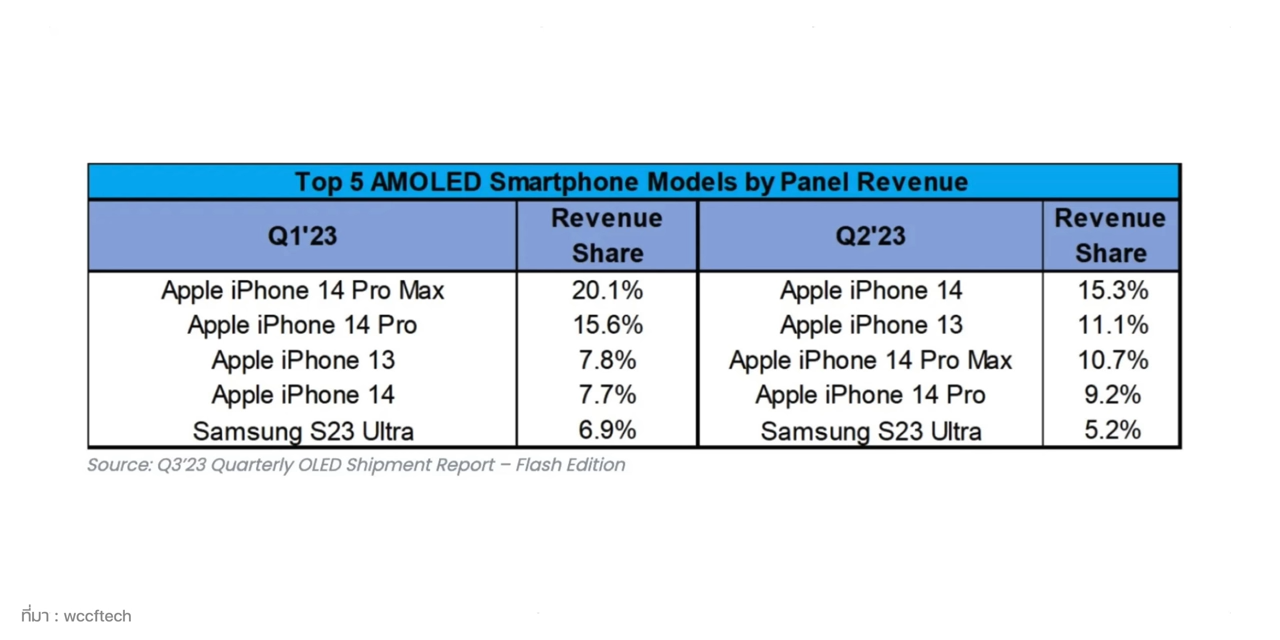 Top 5 AMOLED Smartphone Models by Panel Revenue
Q1'23 Revenue Share Q2'23 Revenue Share
Apple iPhone 14 Pro Max 20.1% Apple iPhone 14 15.3%
Apple iPhone 14 Pro 15.6% Apple iPhone 13 11.1%
Apple iPhone 13 7.8% Apple iPhone 14 Pro Max 10.7%
Apple iPhone 14 7.7% Apple iPhone 14 Pro 9.2%
Samsung S23 Ultra 6.9% Samsung S23 Ultra 5.2%
Source: Q3'23 Quarterly OLED Shipment Report – Flash Edition
ที่มา : wccftech